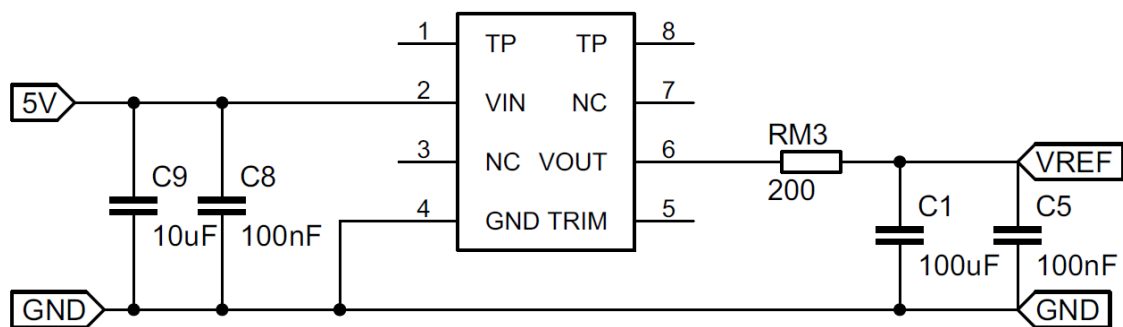 1 TP TP 8
5V 2 VIN NC 7
RM3
3 NC VOUT 6 VREF
C9 C8 200
4 GND TRIM 5 C1 C5
10uF 100nF
100uF 100nF
GND GND